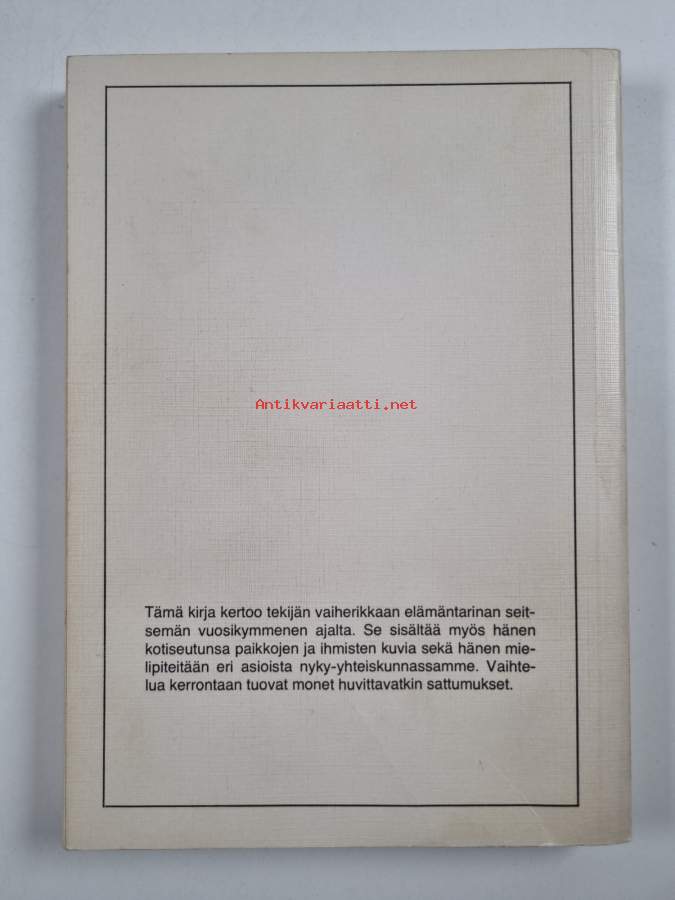 Antikvariaatti.net
Tämä kirja kertoo tekijän vaiherikkaan elämäntarinan seit-
semän vuosikymmenen ajalta. Se sisältää myös hänen
kotiseutunsa paikkojen ja ihmisten kuvia sekä hänen mie-
lipiteitään eri asioista nyky-yhteiskunnassamme. Vaihte-
lua kerrontaan tuovat monet huvittavatkin sattumukset.